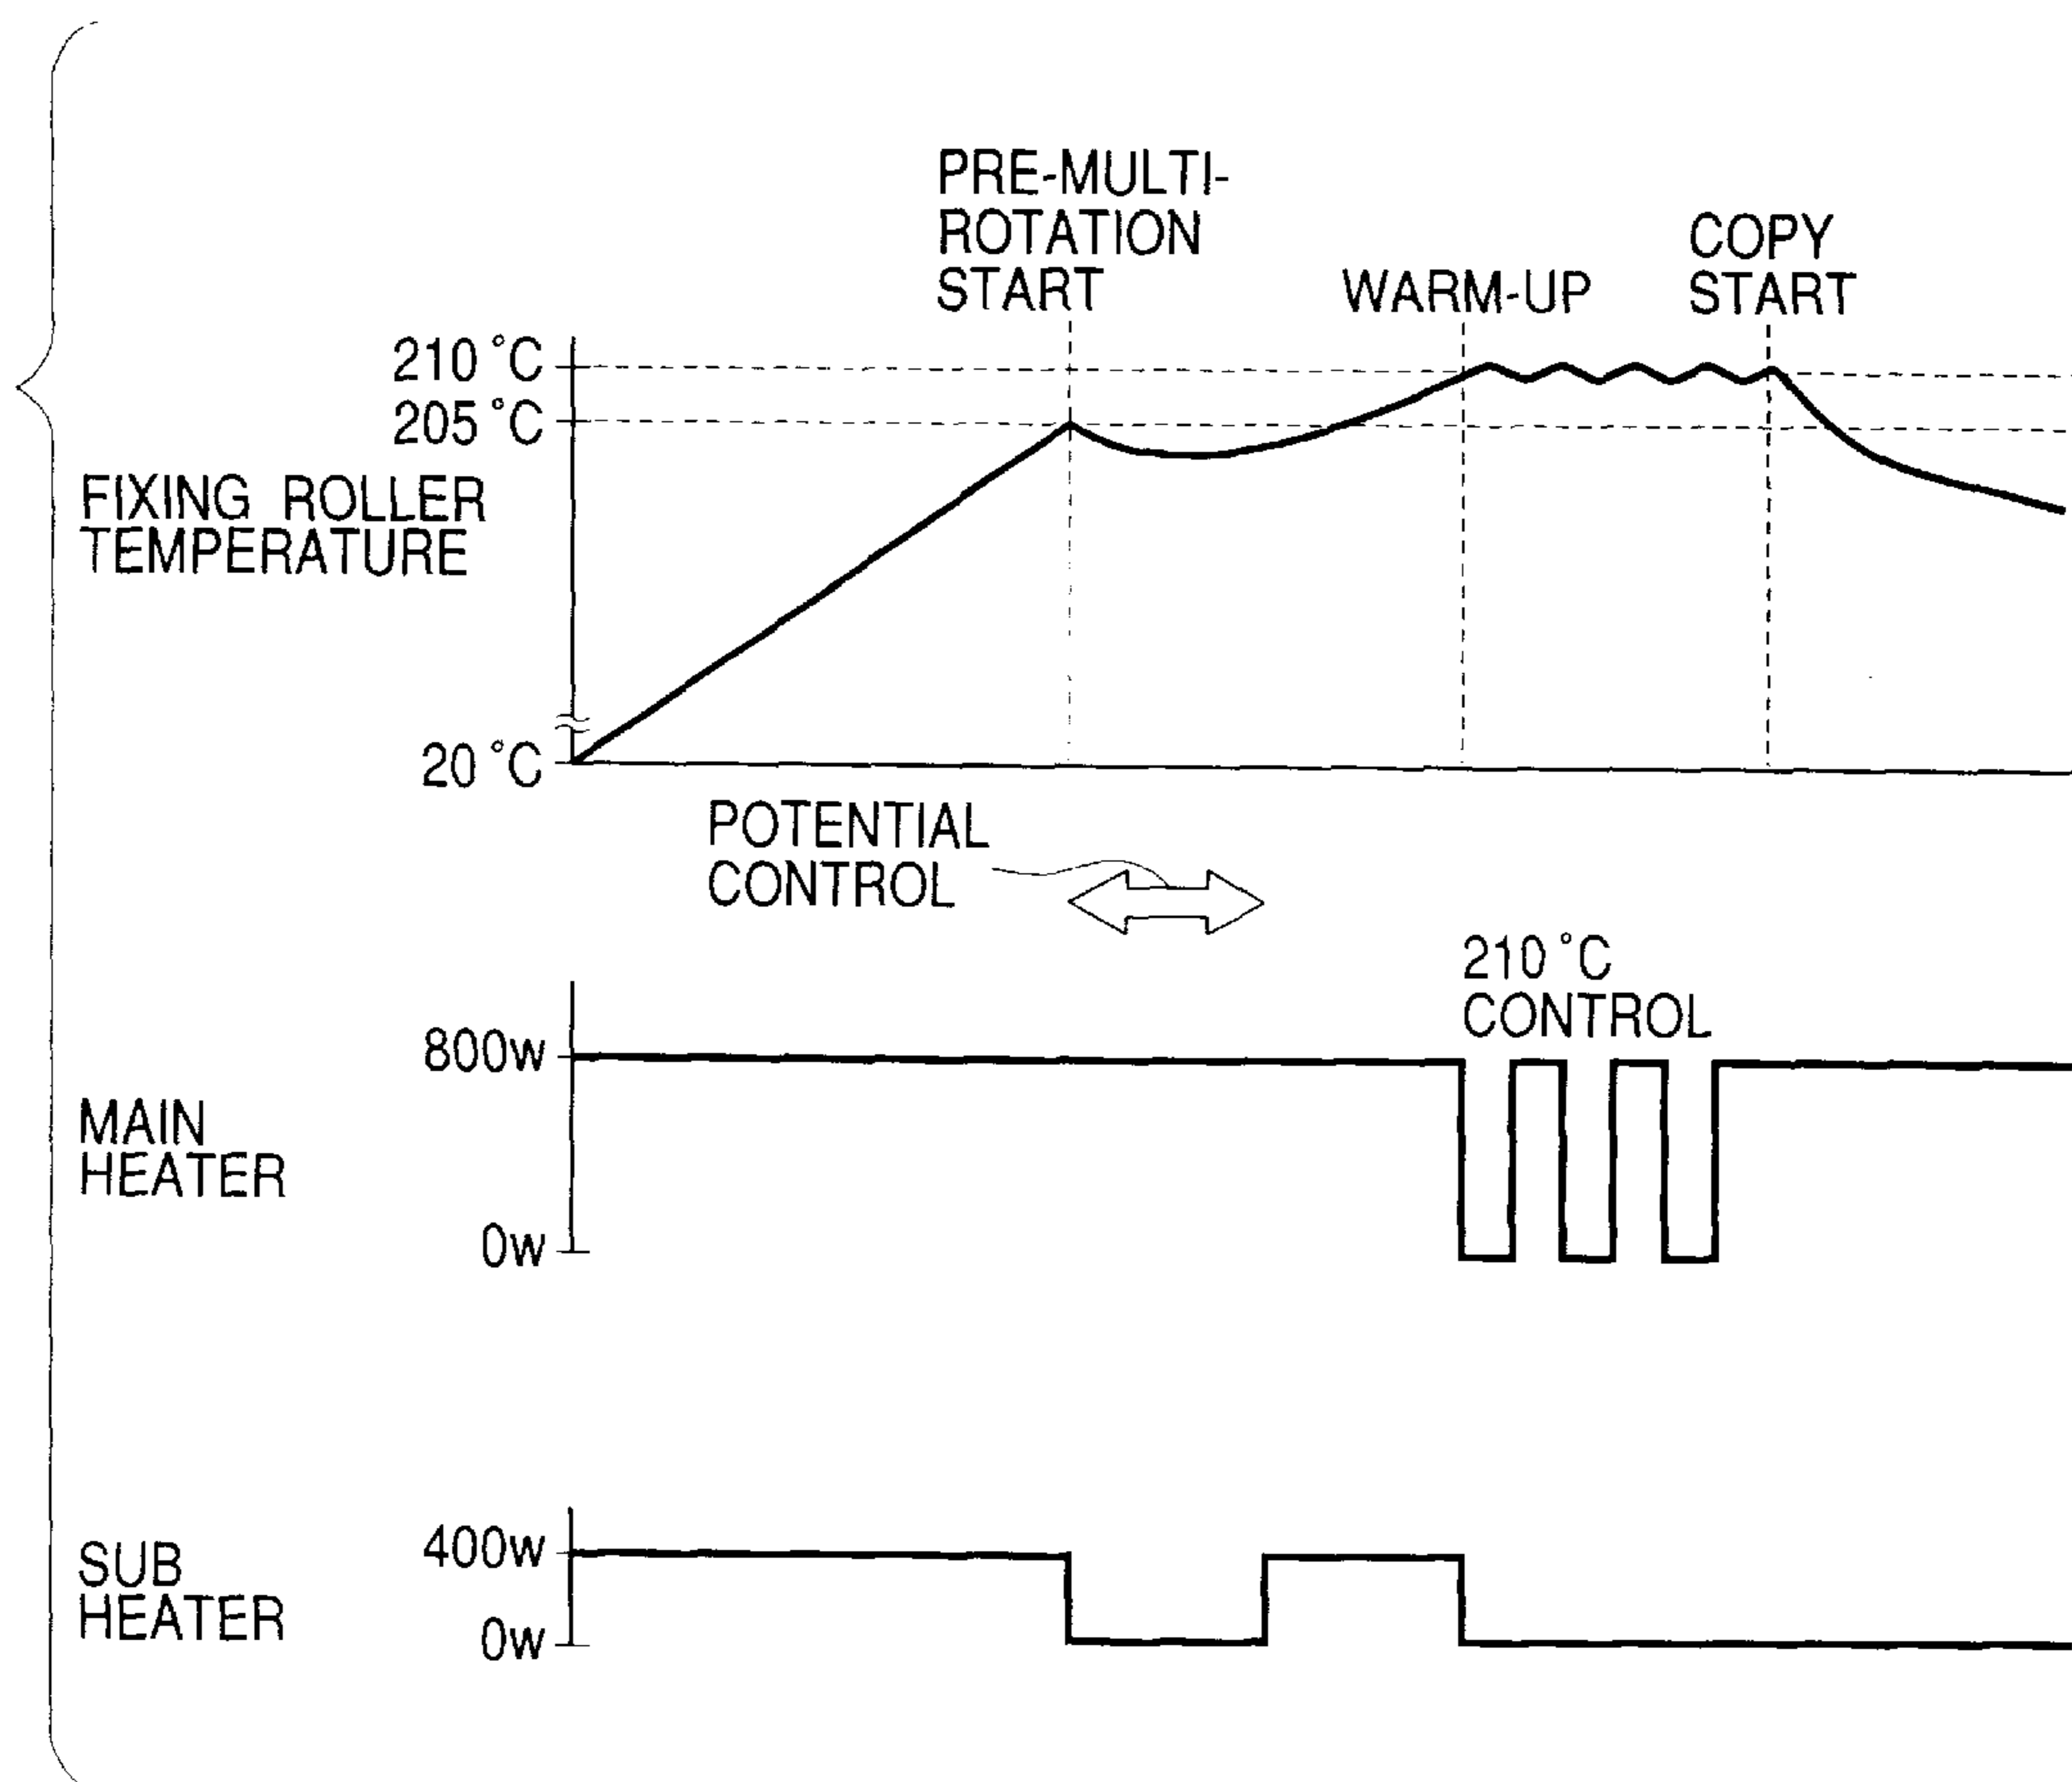 PRE-MULTI-
ROTATION
START
WARM-UP
COPY
START
210°C
205°C
FIXING ROLLER
TEMPERATURE
20°C
POTENTIAL
CONTROL
210°C
CONTROL
800w
MAIN
HEATER
0w
400w
SUB
HEATER
0w